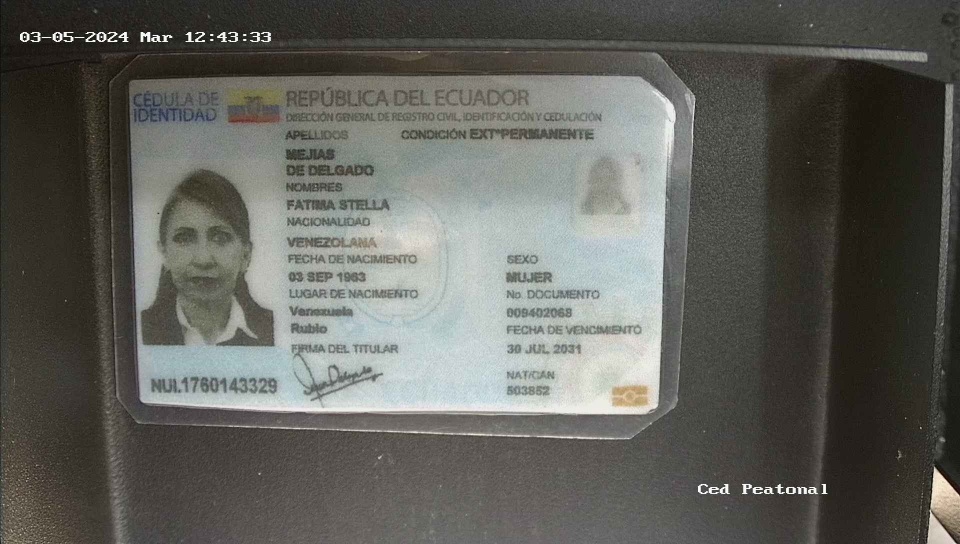 03-05-2024 Mar 12:43:33
CÉDULA DE
IDENTIDAD
REPÚBLICA DEL ECUADOR
DIRECCIÓN GENERAL DE REGISTRO CIVIL, IDENTIFICACIÓN Y CEDULACIÓN
APELLIDOS CONDICIÓN EXT*PERMANENTE
MEJIAS
DE DELGADO
NOMBRES
FATIMA STELLA
NACIONALIDAD
VENEZOLANA
FECHA DE NACIMIENTO SEXO
03 SEP 1963 MUJER
LUGAR DE NACIMIENTO No. DOCUMENTO
Venezuela 009402068
Rubio FECHA DE VENCIMIENTO
FIRMA DEL TITULAR 30 JUL 2031
NAT/CAN
NUI.1760143329 503852
Ced Peatonal